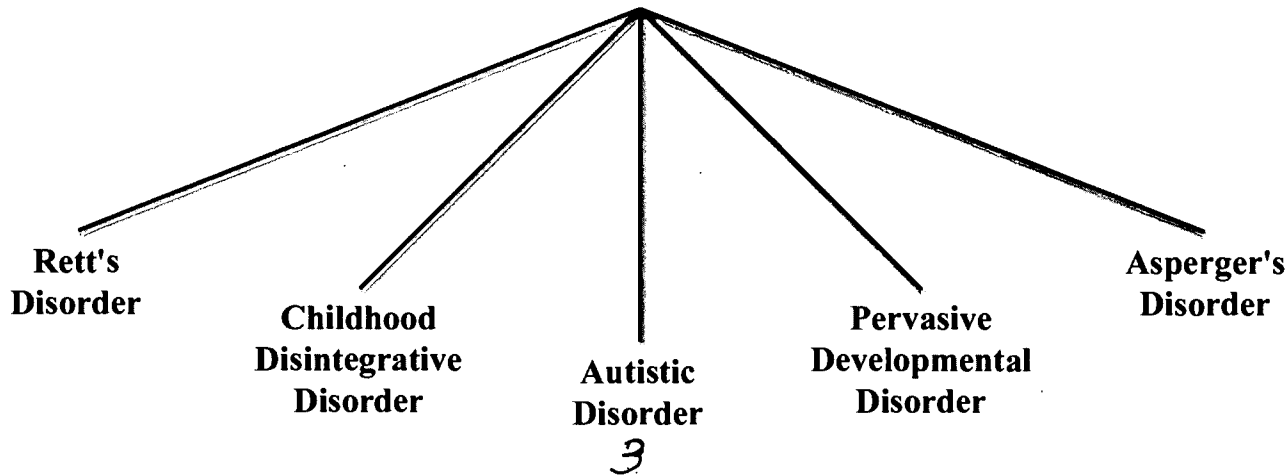 Rett's
Disorder
Childhood
Disintegrative
Disorder
Autistic
Disorder
3
Pervasive
Developmental
Disorder
Asperger's
Disorder